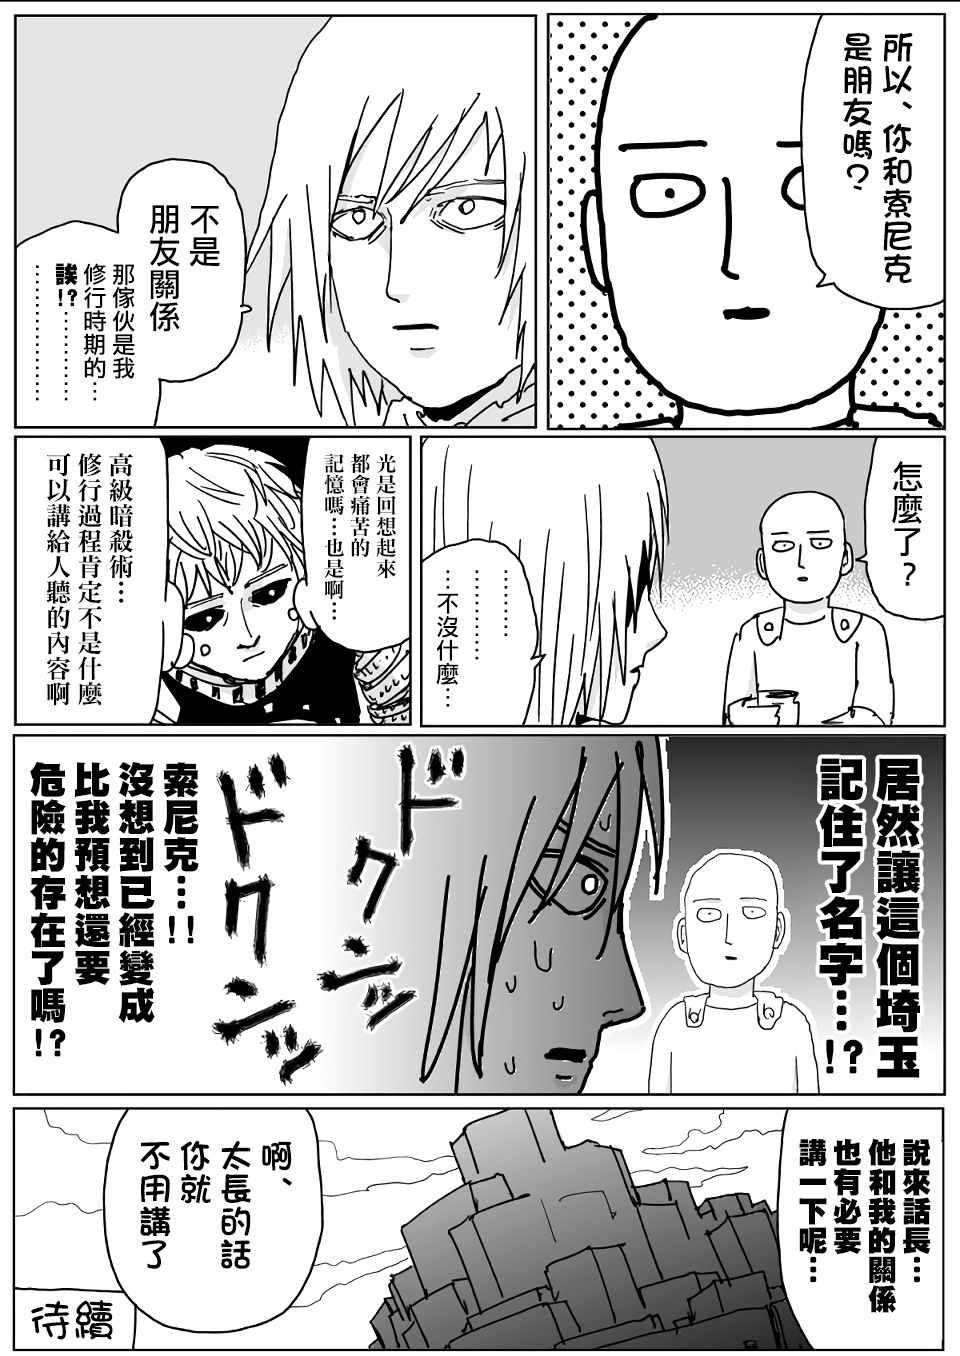 所以、你和索尼克
是朋友嗎?
不是
朋友關係
那傢伙是我
修行時期的…
誒!?…………
……………
怎麼了?
…………
…………
…不沒什麼…
光是回想起來
都會痛苦的
記憶嗎…也是啊…
高級暗殺術…
修行過程肯定不是什麼
可以講給人聽的內容啊
居然讓這個埼玉
記住了名字…!?
ドクンッ
ドクンッ
索尼克…!!
沒想到已經變成
比我預想還要
危險的存在了嗎!?
說來話長…
他和我的關係
也有必要
講一下呢…
啊、
太長的話
你就
不用講了
待續